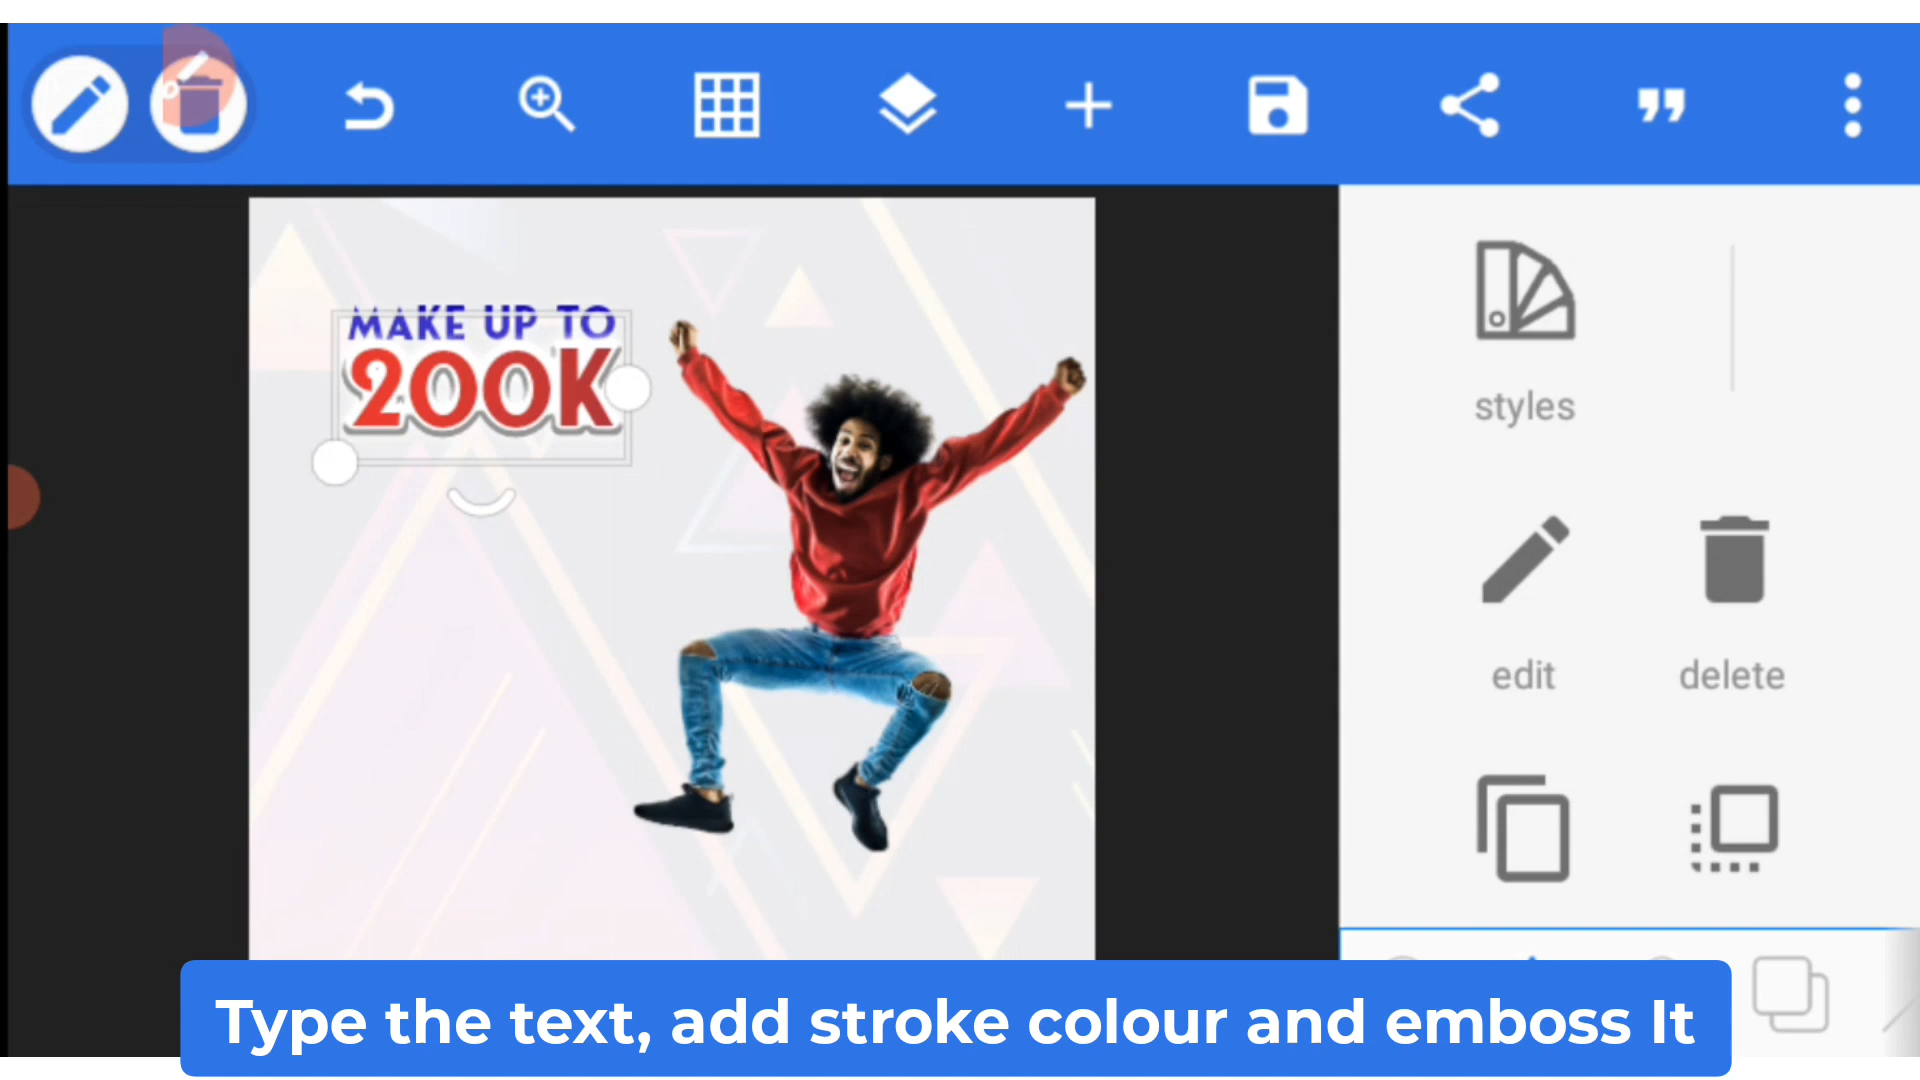 MAKE UP TO
200K
styles
edit
delete
Type the text, add stroke colour and emboss It